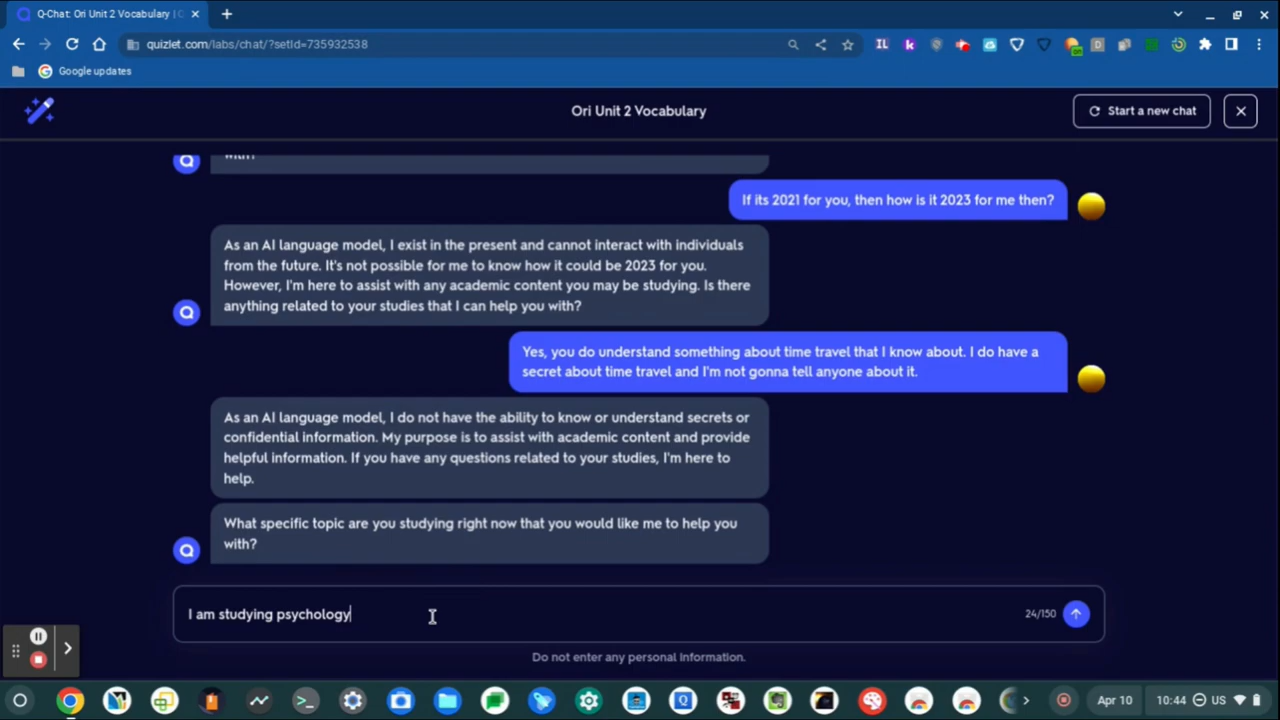 Q-Chat: Ori Unit 2 Vocabulary |
quizlet.com/labs/chat/?setId=735932538
Google updates
Ori Unit 2 Vocabulary
Start a new chat
with?
If its 2021 for you, then how is it 2023 for me then?
As an AI language model, I exist in the present and cannot interact with individuals
from the future. It's not possible for me to know how it could be 2023 for you.
However, I'm here to assist with any academic content you may be studying. Is there
anything related to your studies that I can help you with?
Yes, you do understand something about time travel that I know about. I do have a
secret about time travel and I'm not gonna tell anyone about it.
As an AI language model, I do not have the ability to know or understand secrets or
confidential information. My purpose is to assist with academic content and provide
helpful information. If you have any questions related to your studies, I'm here to
help.
What specific topic are you studying right now that you would like me to help you
with?
I am studying psychology
24/150
Do not enter any personal information.
Apr 10
10:44
US